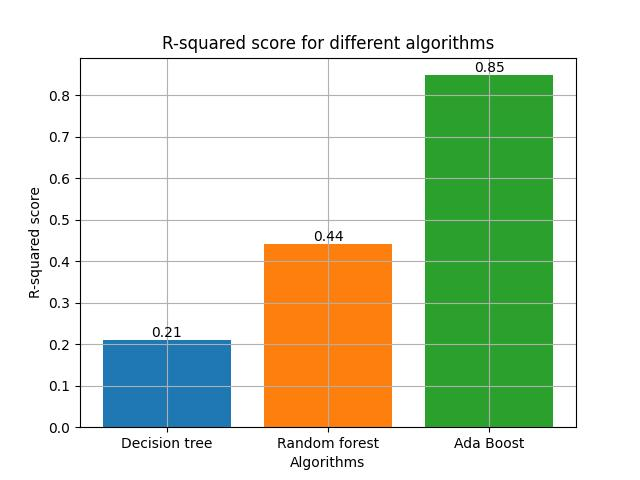 R-squared score for different algorithms
R-squared score
0.8
0.7
0.6
0.5
0.4
0.3
0.2
0.1
0.0
0.21
0.44
0.85
Decision tree
Random forest
Ada Boost
Algorithms